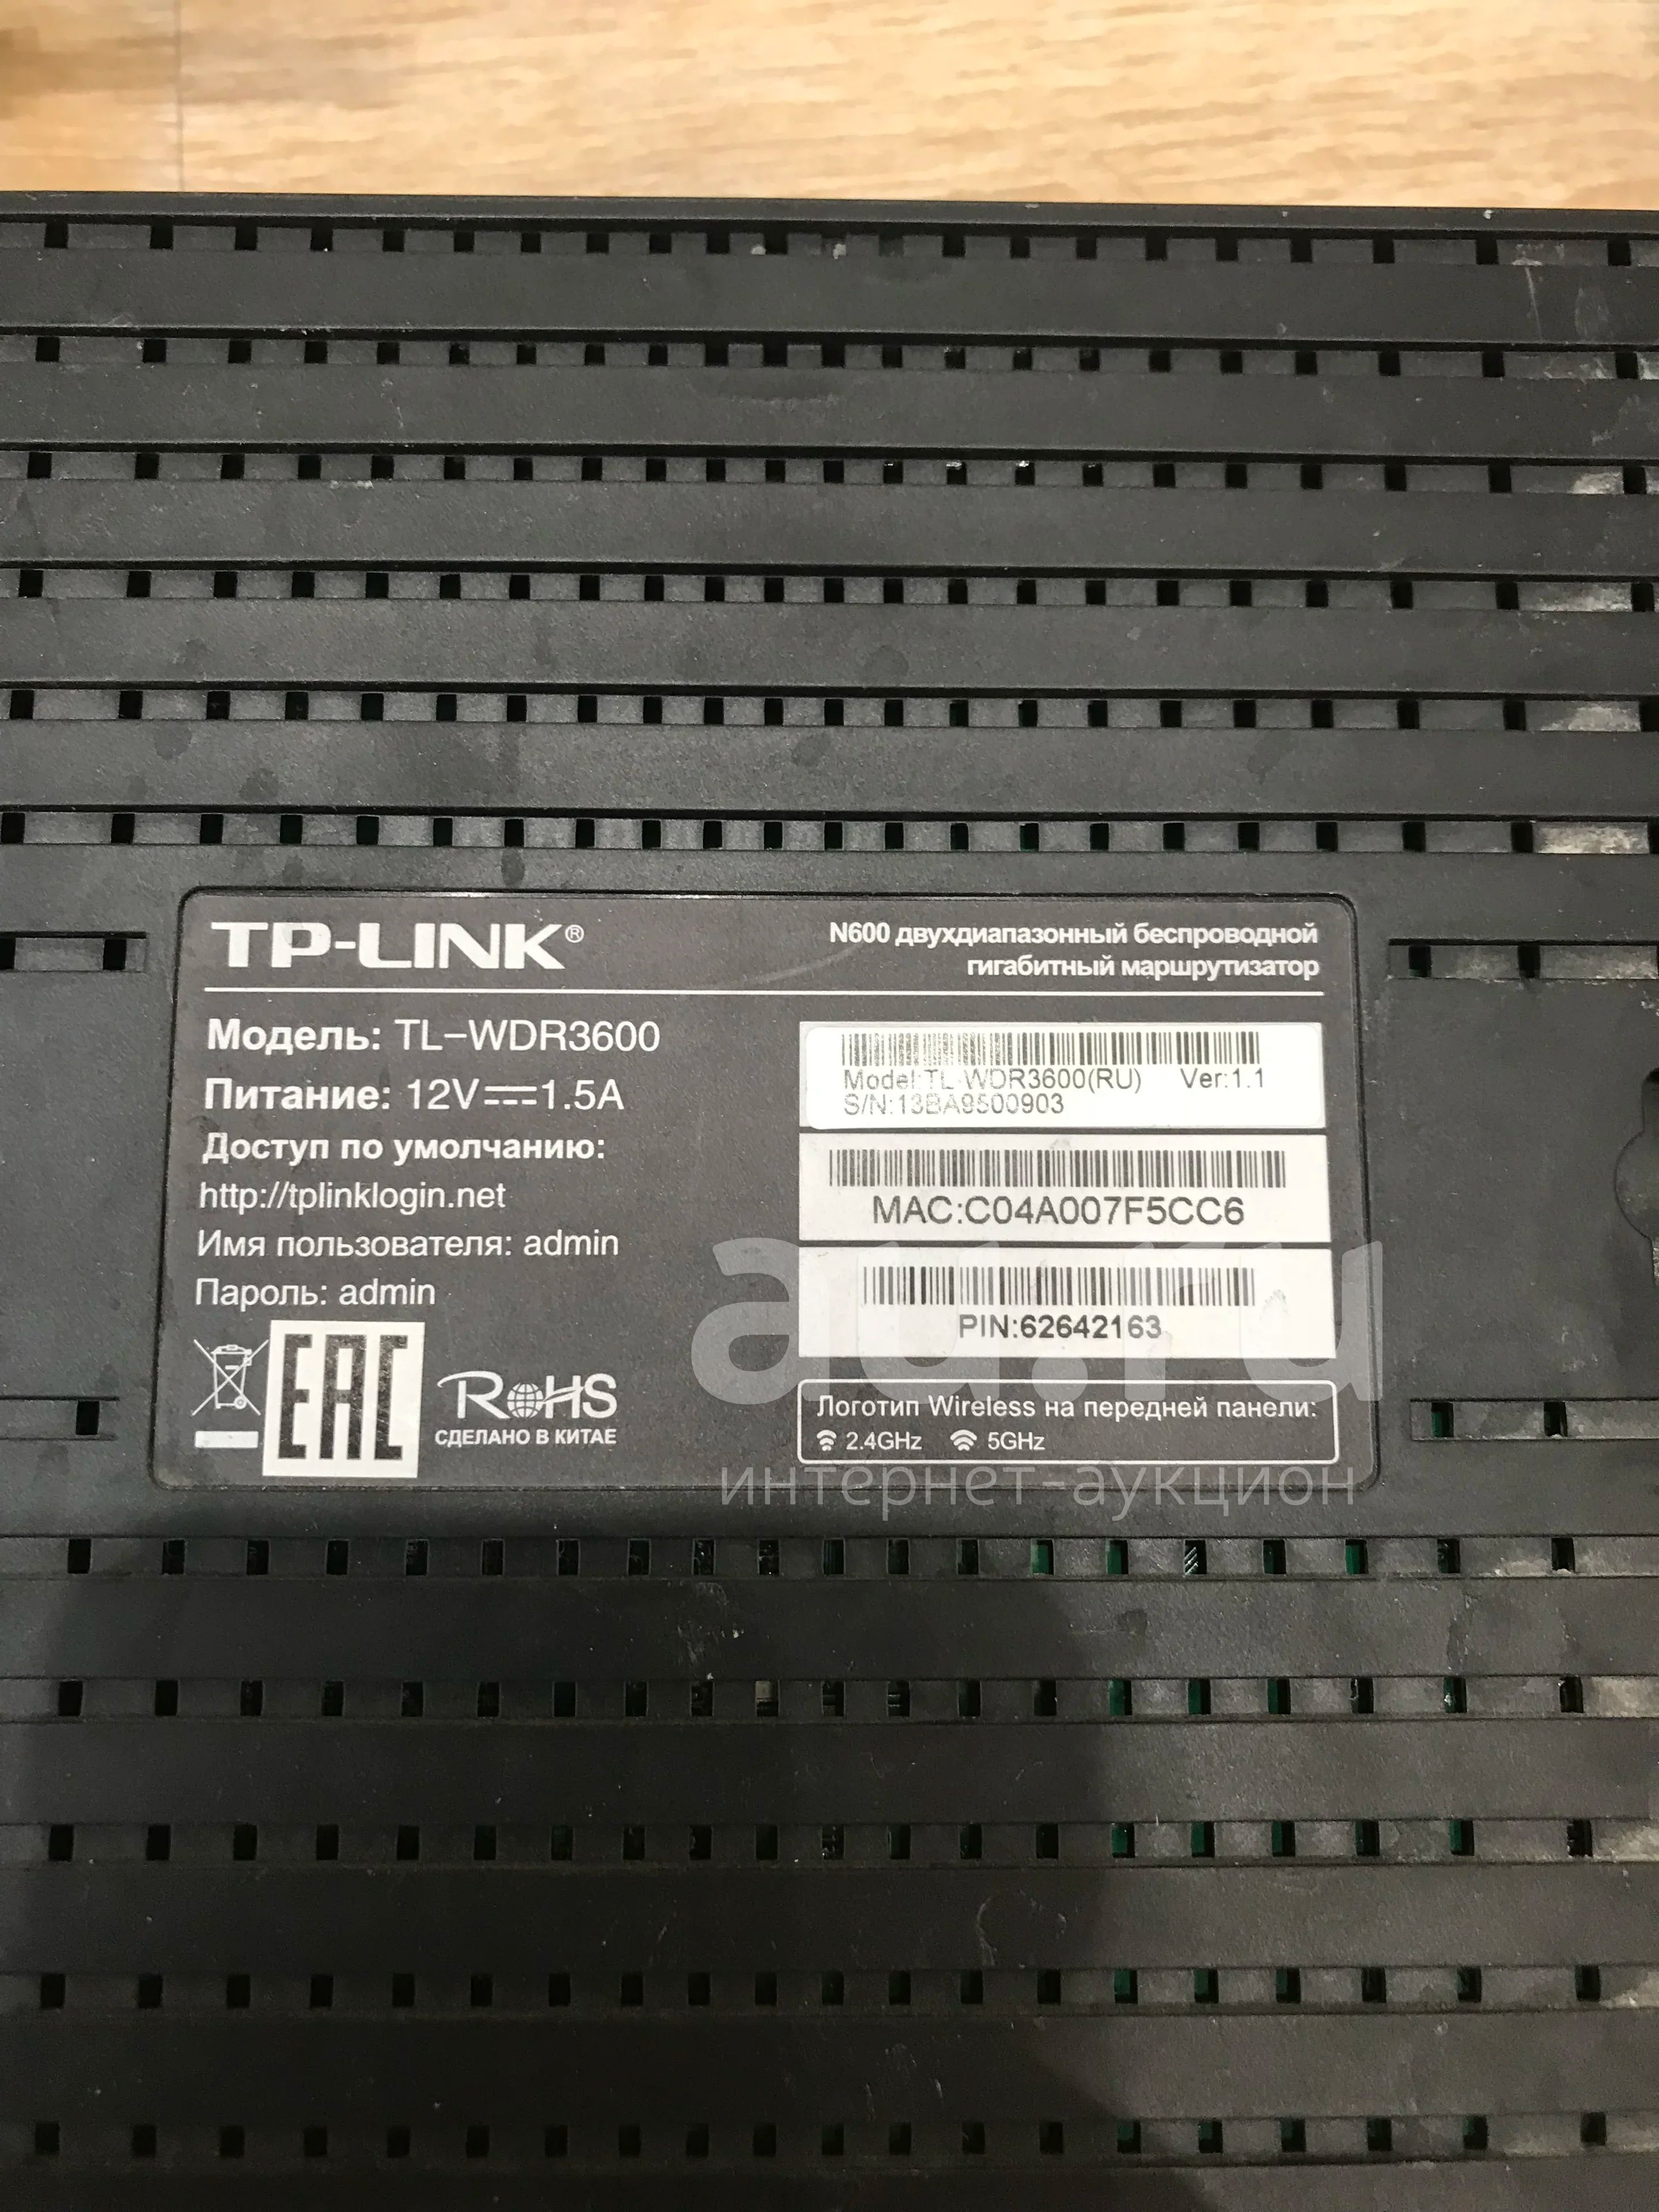 TP-LINK®
N600 двухдиапазонный беспроводной
гигабитный маршрутизатор
Модель: TL-WDR3600
Питание: 12V⎓1.5A
Доступ по умолчанию:
http://tplinklogin.net
Имя пользователя: admin
Пароль: admin
EAC
RoHS
СДЕЛАНО В КИТАЕ
Model:TL-WDR3600(RU) Ver:1.1
S/N:13BA9500903
MAC:C04A007F5CC6
PIN:62642163
Логотип Wireless на передней панели:
2.4GHz 5GHz
au.ru
интернет-аукцион